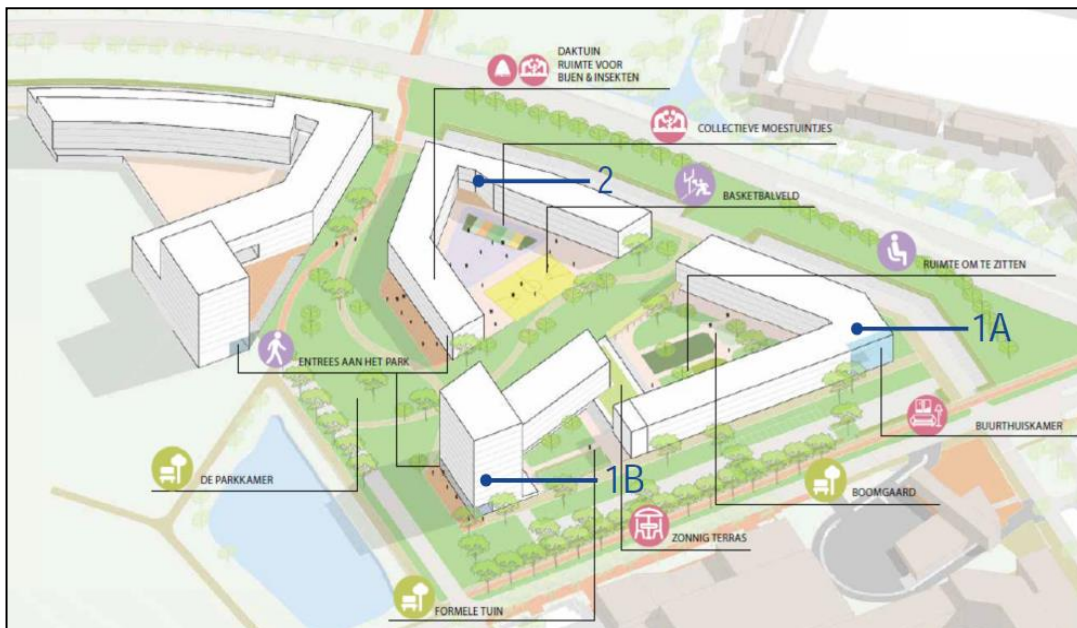 DAKTUIN
RUIMTE VOOR
BIJEN & INSEKTEN
COLLECTIEVE MOESTUINTJES
2
BASKETBALVELD
RUIMTE OM TE ZITTEN
1A
ENTREES AAN HET PARK
BUURTHUISKAMER
1B
DE PARKKAMER
BOOMGAARD
ZONNIG TERRAS
FORMELE TUIN